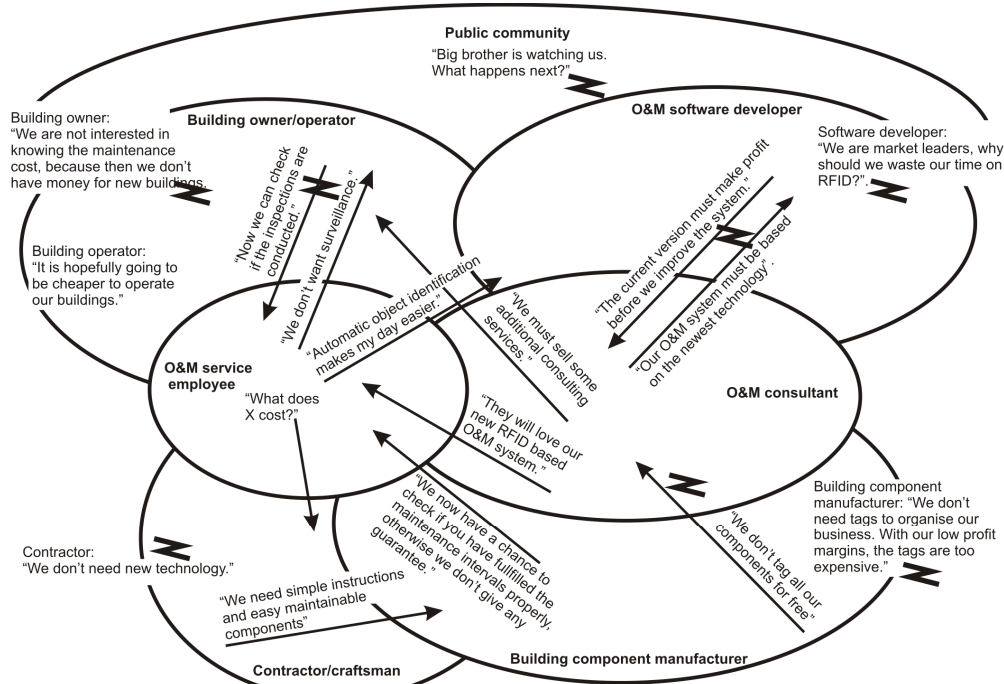 Public community
“Big brother is watching us.
What happens next?”
Building owner/operator
O&M software developer
Building owner:
“We are not interested in
knowing the maintenance
cost, because then we don’t
have money for new buildings.
Building operator:
“It is hopefully going to
be cheaper to operate
our buildings.”
“Now we can check
if the inspections are
conducted.”
“We don’t want surveillance.”
Software developer:
“We are market leaders, why
should we waste our time on
RFID?”.
“The current version must make profit
before we improve the system.”
“Our O&M system must be based
on the newest technology”.
“Automatic object identification
makes my day easier.”
“We must sell some
additional consulting
services.”
O&M service
employee
“What does
X cost?”
O&M consultant
“They will love our
new RFID based
O&M system.”
“We now have a chance to
check if you have fullfilled the
maintenance intervals properly,
otherwise we don’t give any
guarantee.”
“We don’t tag all our
components for free”
Building component
manufacturer: “We don’t
need tags to organise our
business. With our low profit
margins, the tags are too
expensive.”
Contractor:
“We don’t need new technology.”
“We need simple instructions
and easy maintainable
components”
Contractor/craftsman
Building component manufacturer